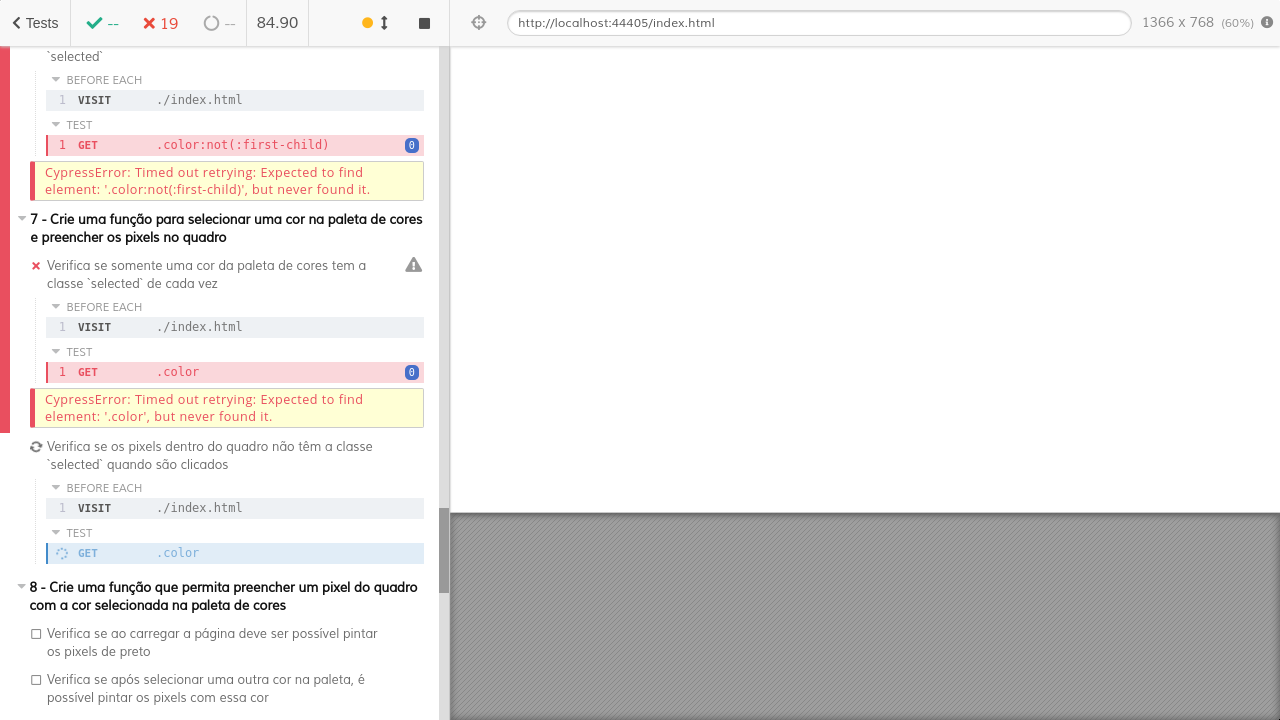 Tests
--
19
--
84.90
http://localhost:44405/index.html
1366 x 768 (60%)
`selected`
BEFORE EACH
1 VISIT ./index.html
TEST
1 GET .color:not(:first-child) 0
CypressError: Timed out retrying: Expected to find
element: '.color:not(:first-child)', but never found it.
7 - Crie uma função para selecionar uma cor na paleta de cores
e preencher os pixels no quadro
Verifica se somente uma cor da paleta de cores tem a
classe `selected` de cada vez
BEFORE EACH
1 VISIT ./index.html
TEST
1 GET .color 0
CypressError: Timed out retrying: Expected to find
element: '.color', but never found it.
Verifica se os pixels dentro do quadro não têm a classe
`selected` quando são clicados
BEFORE EACH
1 VISIT ./index.html
TEST
GET .color
8 - Crie uma função que permita preencher um pixel do quadro
com a cor selecionada na paleta de cores
Verifica se ao carregar a página deve ser possível pintar
os pixels de preto
Verifica se após selecionar uma outra cor na paleta, é
possível pintar os pixels com essa cor